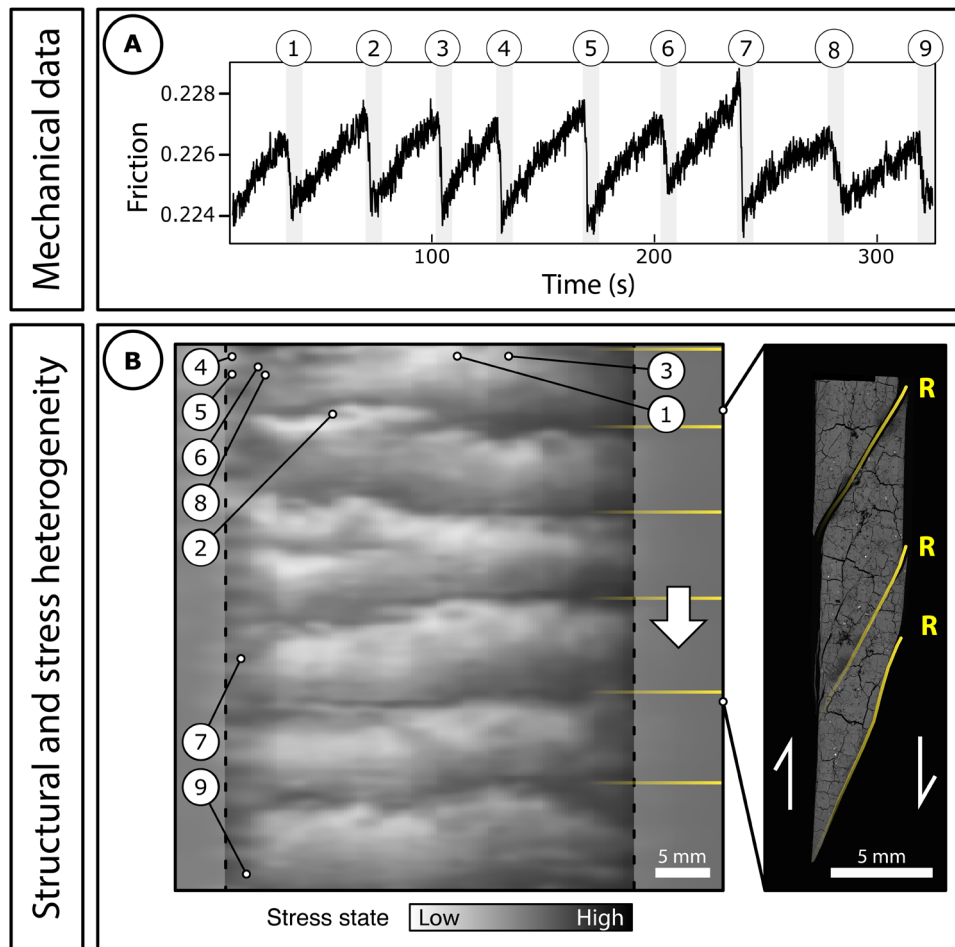 Mechanical data
A
1 2 3 4 5 6 7 8 9
0.228
0.226
0.224
Friction
100 200 300
Time (s)
Structural and stress heterogeneity
B
4
5
6
8
2
7
9
3
1
5 mm
R
R
R
5 mm
Stress state Low High